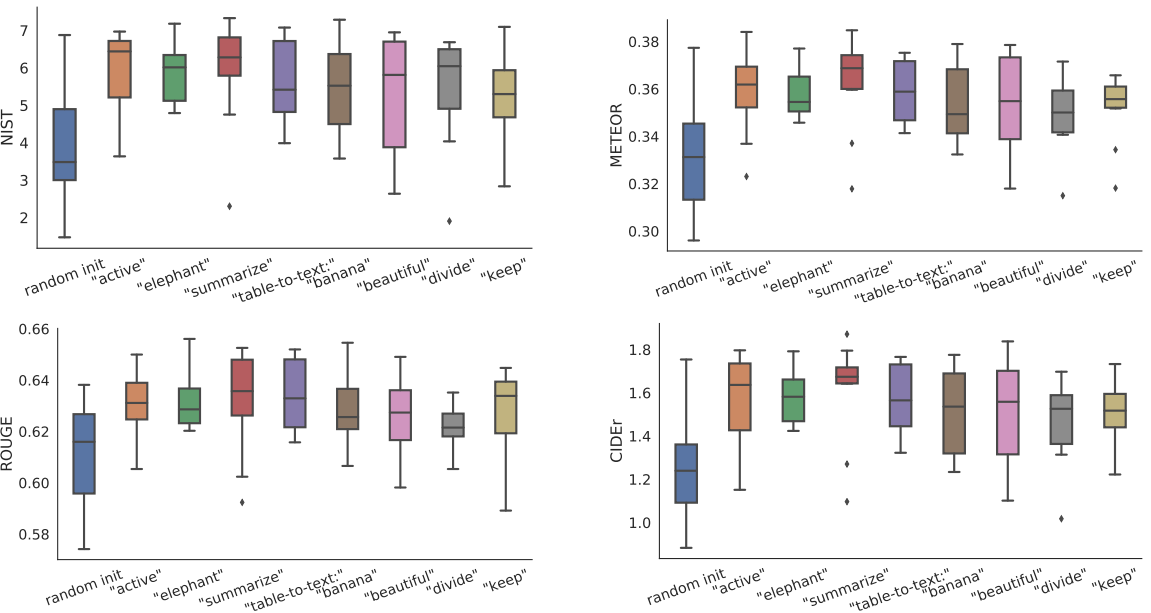 7
6
5
4
3
2
NIST
random init "active" "elephant" "summarize" "table-to-text:" "banana" "beautiful" "divide" "keep"
0.38
0.36
0.34
0.32
0.30
METEOR
random init "active" "elephant" "summarize" "table-to-text:" "banana" "beautiful" "divide" "keep"
0.66
0.64
0.62
0.60
0.58
ROUGE
random init "active" "elephant" "summarize" "table-to-text:" "banana" "beautiful" "divide" "keep"
1.8
1.6
1.4
1.2
1.0
CIDEr
random init "active" "elephant" "summarize" "table-to-text:" "banana" "beautiful" "divide" "keep"